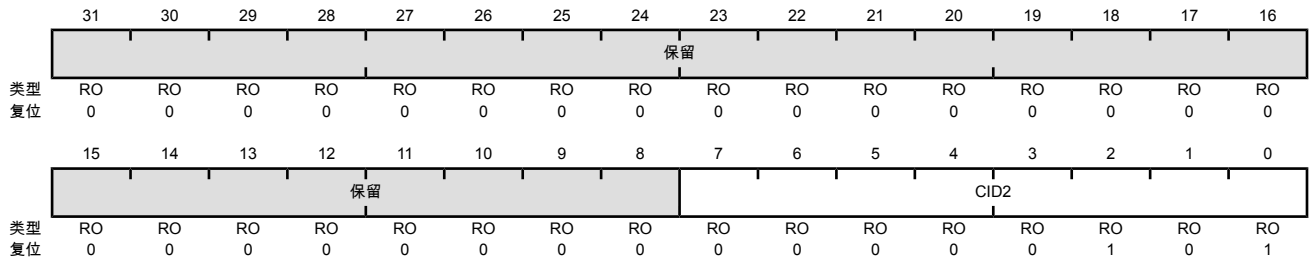 31 30 29 28 27 26 25 24 23 22 21 20 19 18 17 16
保留
类型 RO RO RO RO RO RO RO RO RO RO RO RO RO RO RO RO
复位 0 0 0 0 0 0 0 0 0 0 0 0 0 0 0 0
15 14 13 12 11 10 9 8 7 6 5 4 3 2 1 0
保留 CID2
类型 RO RO RO RO RO RO RO RO RO RO RO RO RO RO RO RO
复位 0 0 0 0 0 0 0 0 0 0 0 0 0 1 0 1